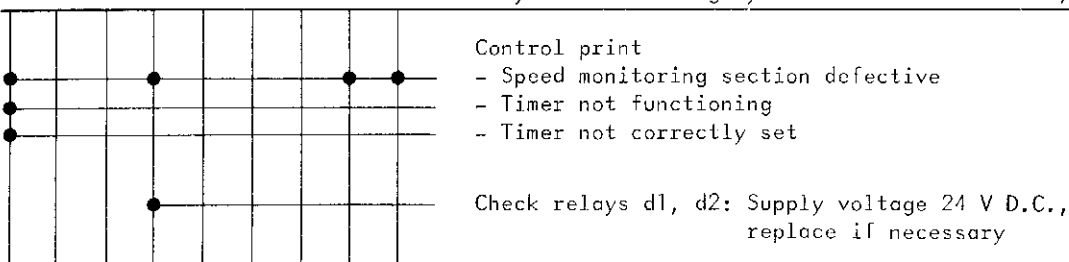 Control print
- Speed monitoring section defective
- Timer not functioning
- Timer not correctly set
Check relays d1, d2: Supply voltage 24 V D.C.,
replace if necessary